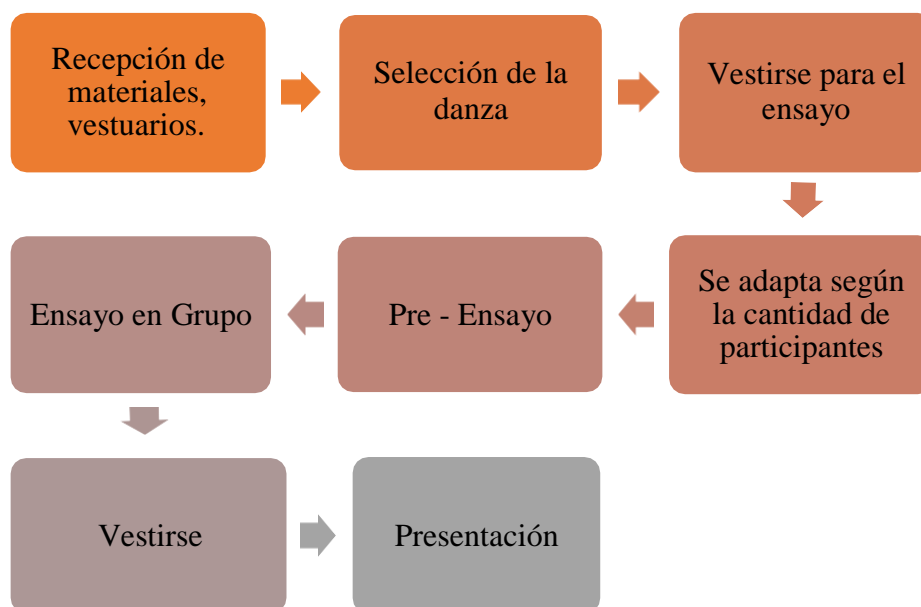 Recepción de
materiales,
vestuarios.
Selección de la
danza
Vestirse para el
ensayo
Se adapta según
la cantidad de
participantes
Pre - Ensayo
Ensayo en Grupo
Vestirse
Presentación